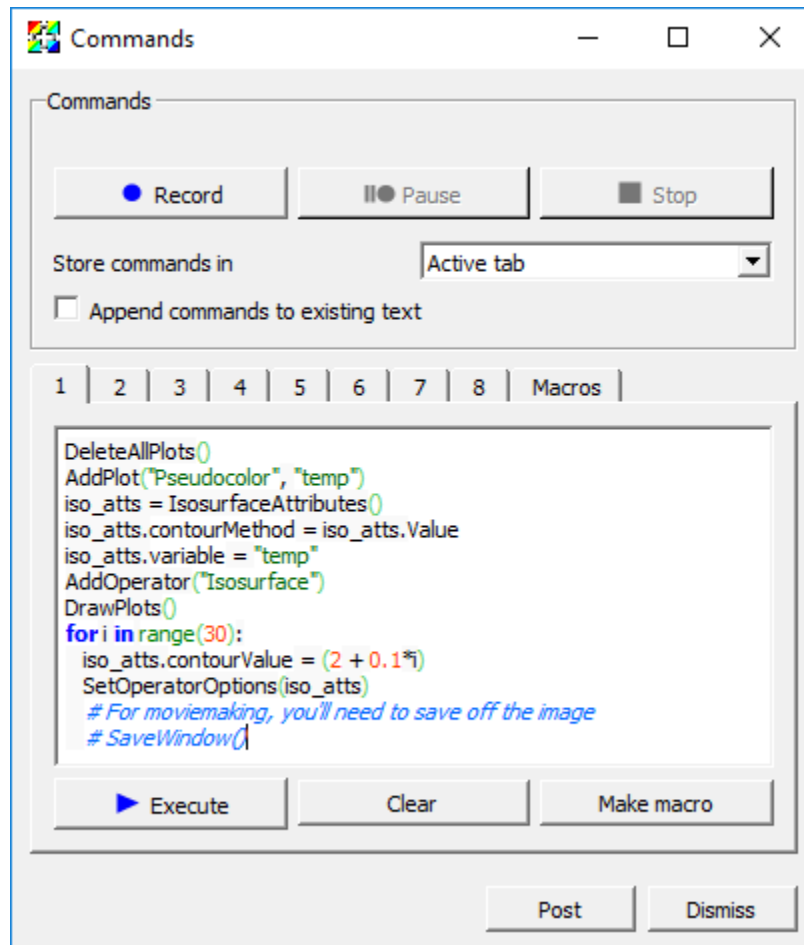 Commands
Commands
Record
Pause
Stop
Store commands in
Active tab
Append commands to existing text
1 2 3 4 5 6 7 8 Macros
DeleteAllPlots()
AddPlot("Pseudocolor", "temp")
iso_atts = IsosurfaceAttributes()
iso_atts.contourMethod = iso_atts.Value
iso_atts.variable = "temp"
AddOperator("Isosurface")
DrawPlots()
for i in range(30):
  iso_atts.contourValue = (2 + 0.1*i)
  SetOperatorOptions(iso_atts)
  # For moviemaking, you'll need to save off the image
  # SaveWindow()
Execute
Clear
Make macro
Post
Dismiss